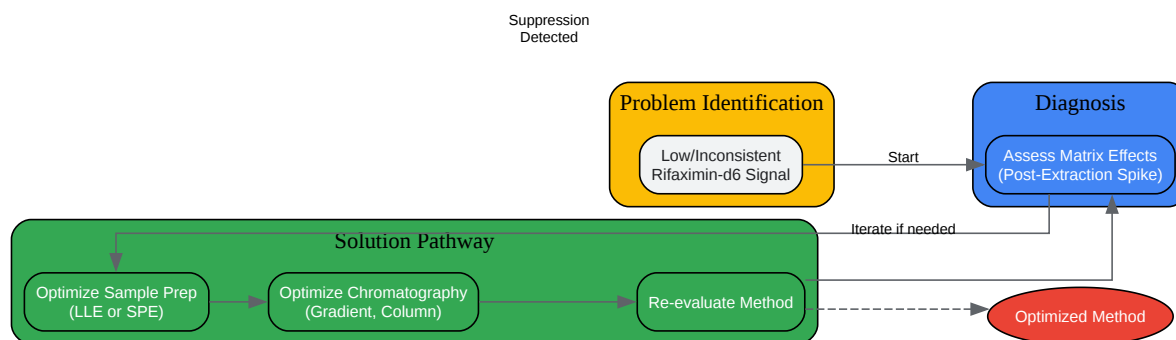 Suppression
Detected
Problem Identification
Diagnosis
Low/Inconsistent
Rifaximin-d6 Signal
Start
Assess Matrix Effects
(Post-Extraction Spike)
Iterate if needed
Solution Pathway
Optimize Sample Prep
(LLE or SPE)
Optimize Chromatography
(Gradient, Column)
Re-evaluate Method
Optimized Method